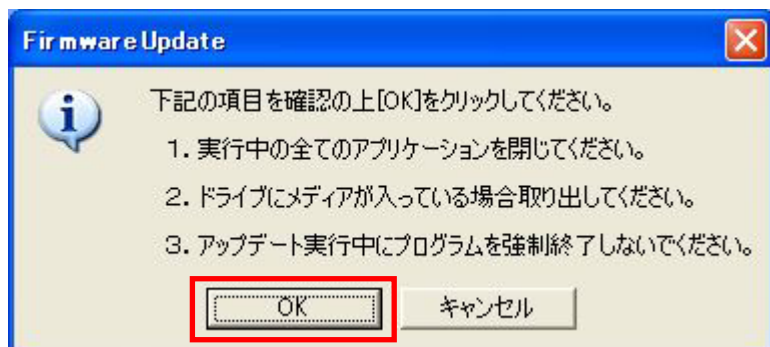 FirmwareUpdate
下記の項目を確認の上[OK]をクリックしてください。
1. 実行中の全てのアプリケーションを閉じてください。
2. ドライブにメディアが入っている場合取り出してください。
3. アップデート実行中にプログラムを強制終了しないでください。
OK
キャンセル